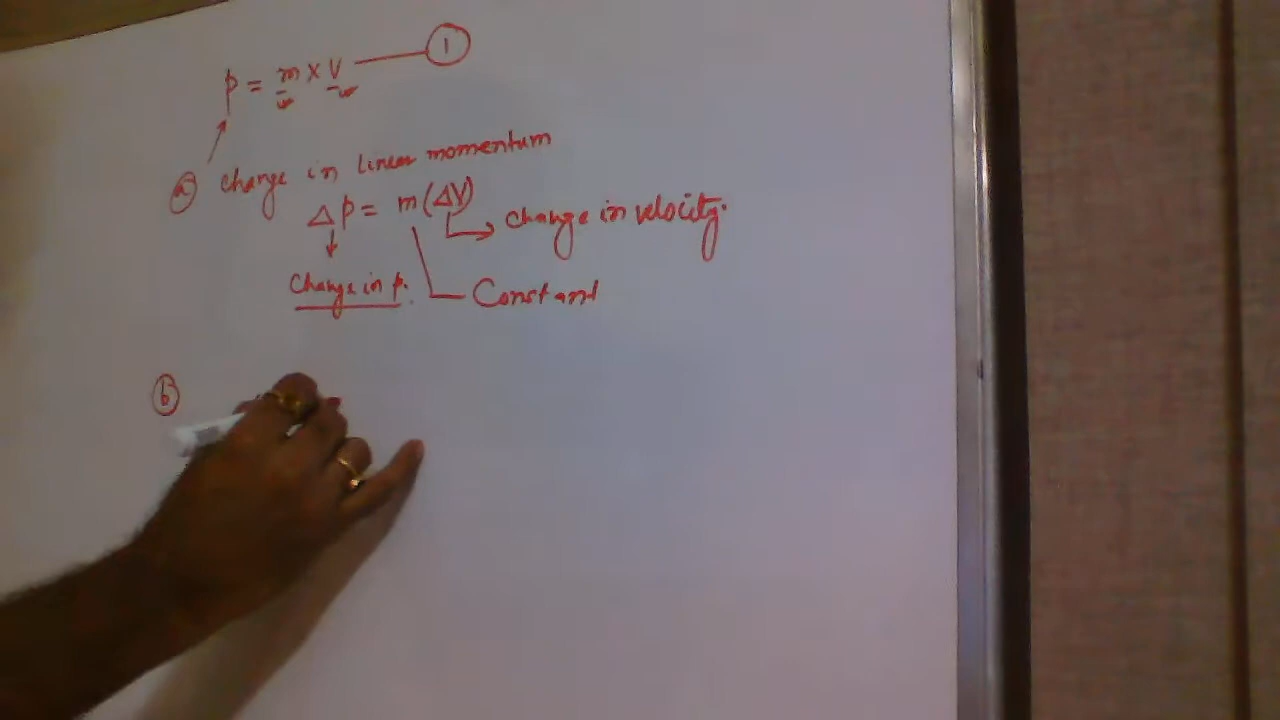 p = m x V ① 
ⓐ Change in linear momentum
Δp = m(ΔV) Change in velocity.
Change in p. Constant
ⓑ